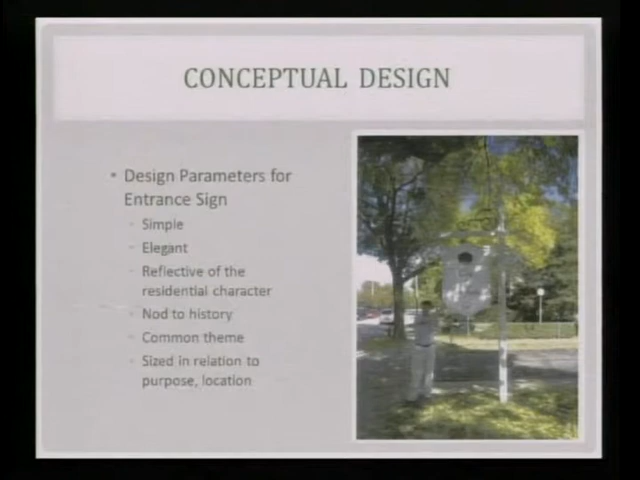 CONCEPTUAL DESIGN
• Design Parameters for
Entrance Sign
Simple
Elegant
Reflective of the
residential character
Nod to history
Common theme
Sized in relation to
purpose, location